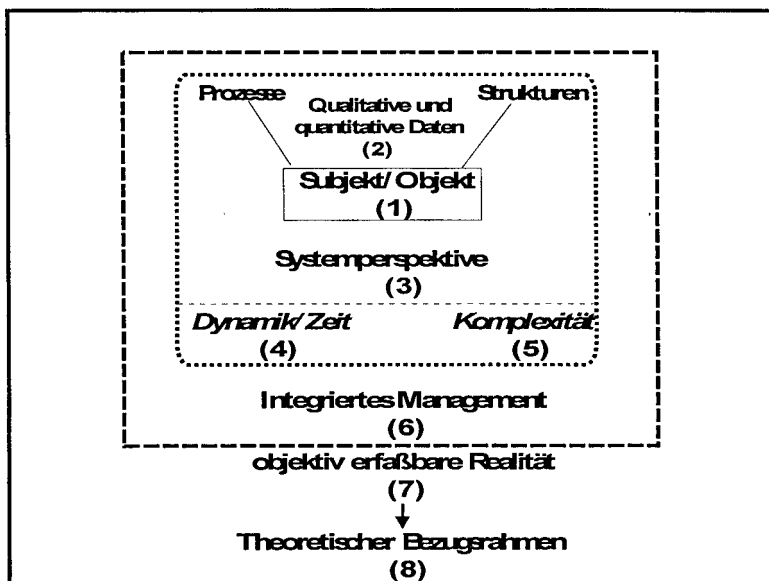 Prozesse
Strukturen
Qualitative und
quantitative Daten
(2)
Subjekt/ Objekt
(1)
Systemperspektive
(3)
Dynamik/ Zeit
Komplexität
(4)
(5)
Integriertes Management
(6)
objektiv erfaßbare Realität
(7)
Theoretischer Bezugsrahmen
(8)